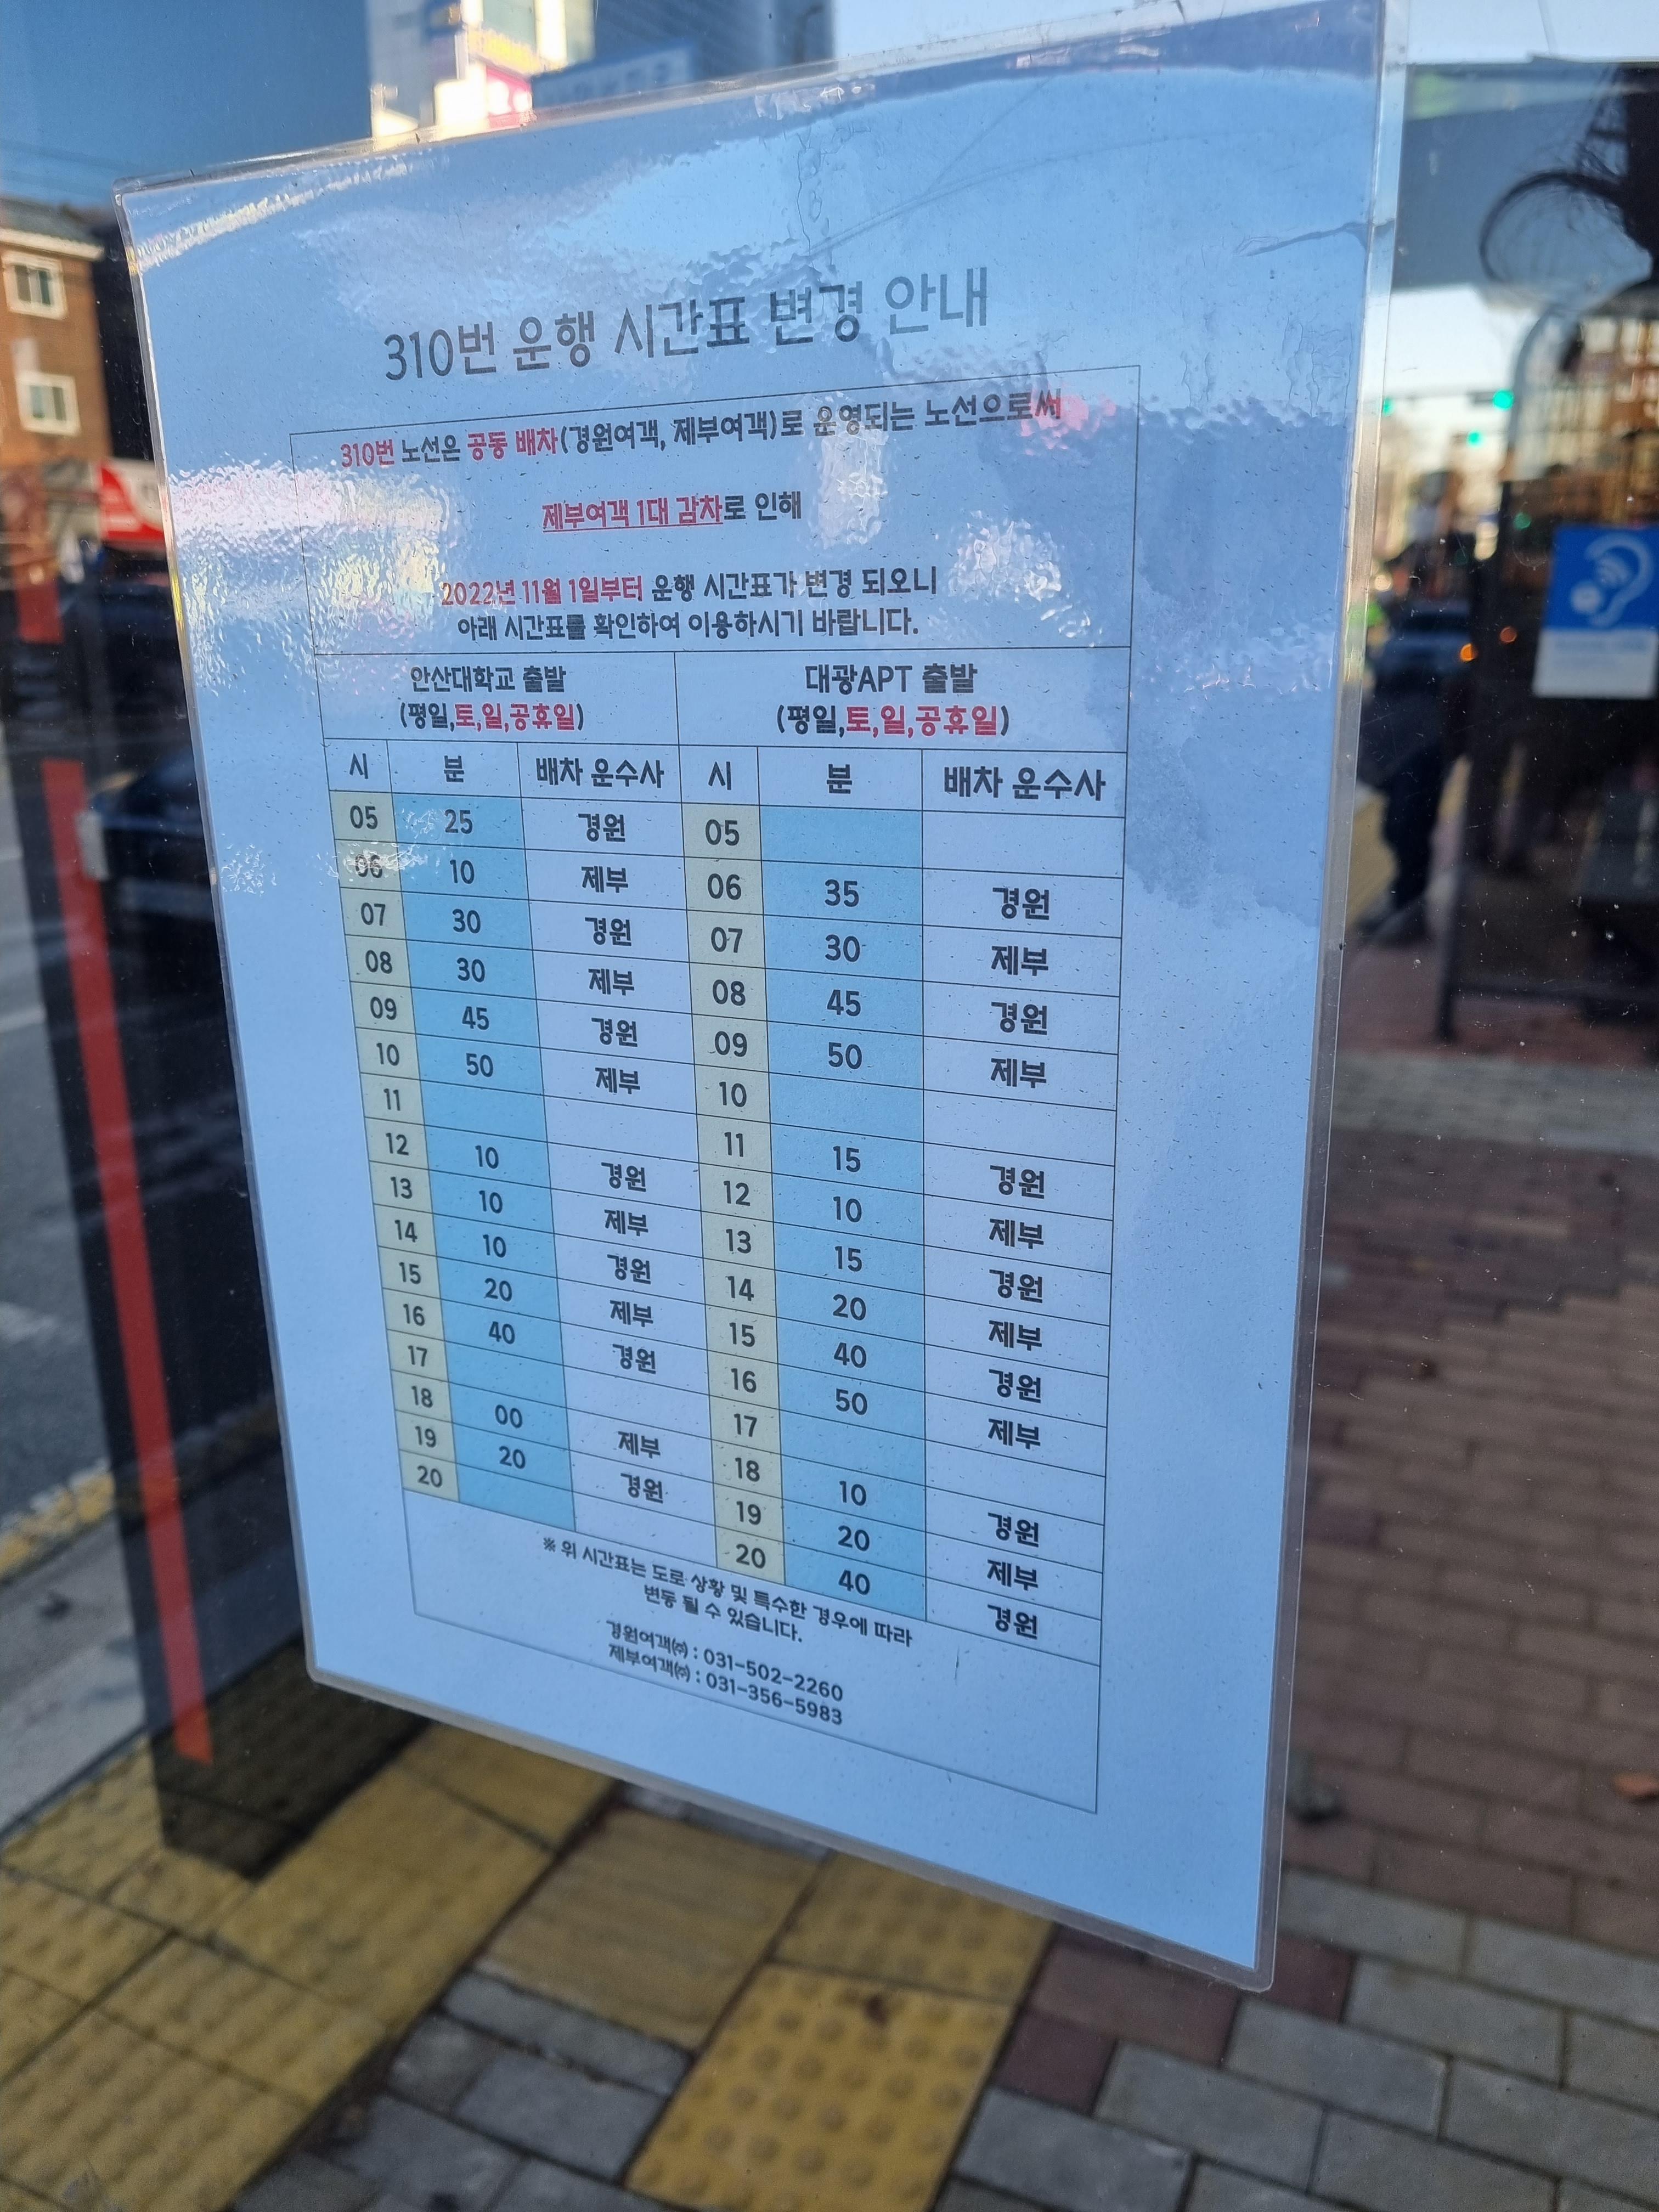 310번 운행 시간표 변경 안내
310번 노선은 공동 배차(경원여객, 제부여객)로 운영되는 노선으로써
제부여객 1대 감차로 인해
2022년 11월 1일부터 운행 시간표가 변경 되오니
아래 시간표를 확인하여 이용하시기 바랍니다.
안산대학교 출발 대광APT 출발
(평일,토,일,공휴일) (평일,토,일,공휴일)
시 분 배차 운수사 시 분 배차 운수사
05 25 경원 05
06 10 제부 06 35 경원
07 30 경원 07 30 제부
08 30 제부 08 45 경원
09 45 경원 09 50 제부
10 50 제부 10
11 11 15 경원
12 10 경원 12 10 제부
13 10 제부 13 15 경원
14 10 경원 14 20 제부
15 20 제부 15 40 경원
16 40 경원 16 50 제부
17 17
18 00 제부 18 10 경원
19 20 경원 19 20 제부
20 20 40 경원
※ 위 시간표는 도로 상황 및 특수한 경우에 따라
변동 될 수 있습니다.
경원여객㈜ : 031-502-2260
제부여객㈜ : 031-356-5983